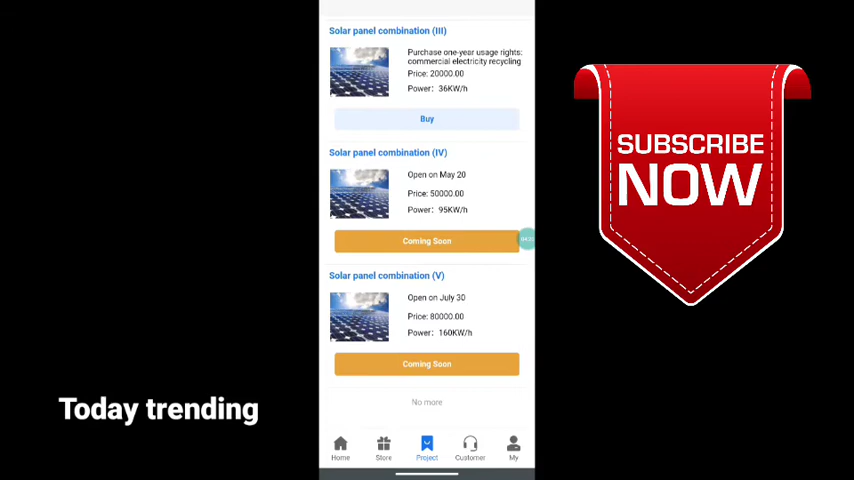 Solar panel combination (III)
Purchase one-year usage rights:
commercial electricity recycling
Price: 20000.00
Power: 36KW/h
Buy
Solar panel combination (IV)
Open on May 20
Price: 50000.00
Power: 95KW/h
Coming Soon
Solar panel combination (V)
Open on July 30
Price: 80000.00
Power: 160KW/h
Coming Soon
No more
Home
Store
Project
Customer
My
SUBSCRIBE
NOW
Today trending